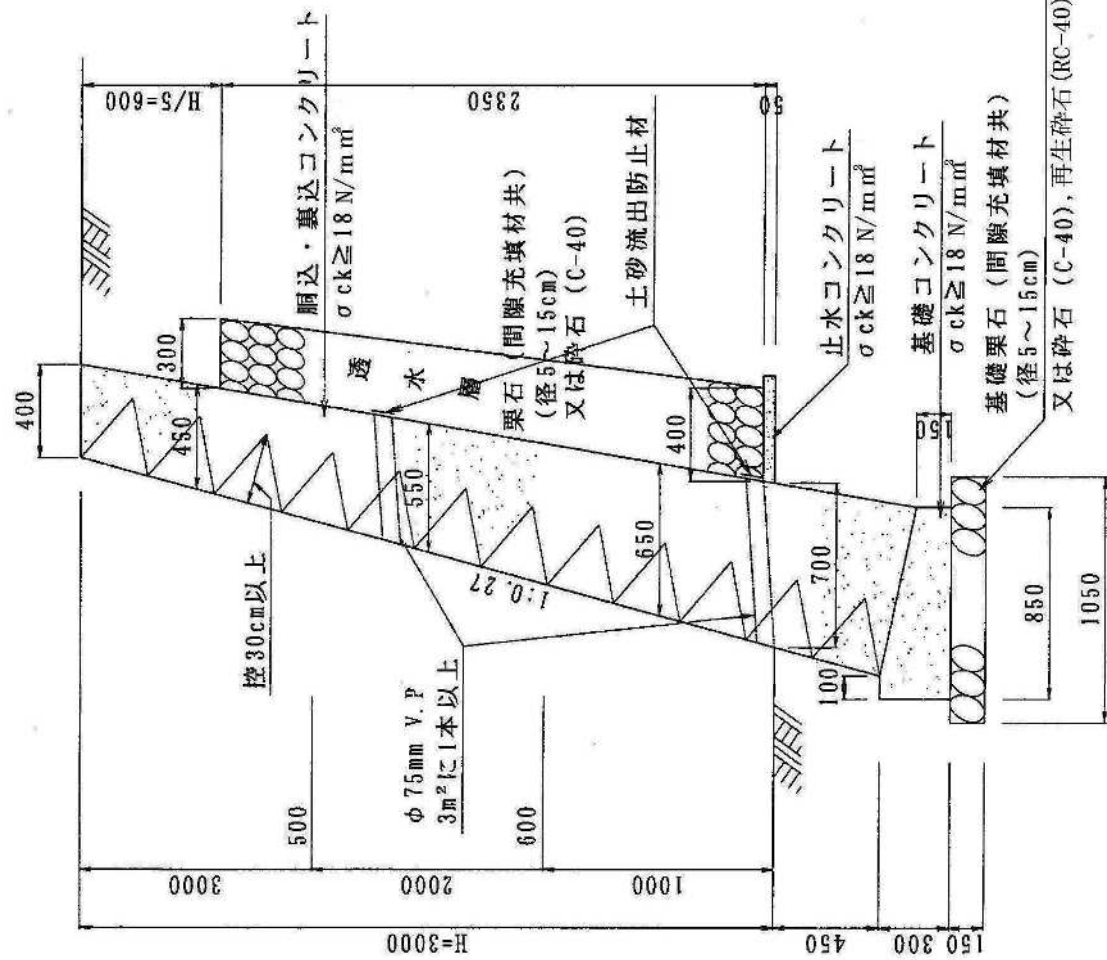 400
H/5=600
300
450
胴込・裏込コンクリート
σck≧18N/mm²
控30cm以上
透水層
550
2350
栗石 (間隙充填材共)
(径5~15cm)
又は砕石 (C-40)
土砂流出防止材
1:0.27
650
400
50
φ75mm V.P
3m²に1本以上
500
600
3000
2000
1000
H=3000
止水コンクリート
σck≧18N/mm²
700
100
150
基礎コンクリート
σck≧18N/mm²
450
300
150
850
1050
基礎栗石 (間隙充填材共)
(径5~15cm)
又は砕石 (C-40),再生砕石(RC-40)